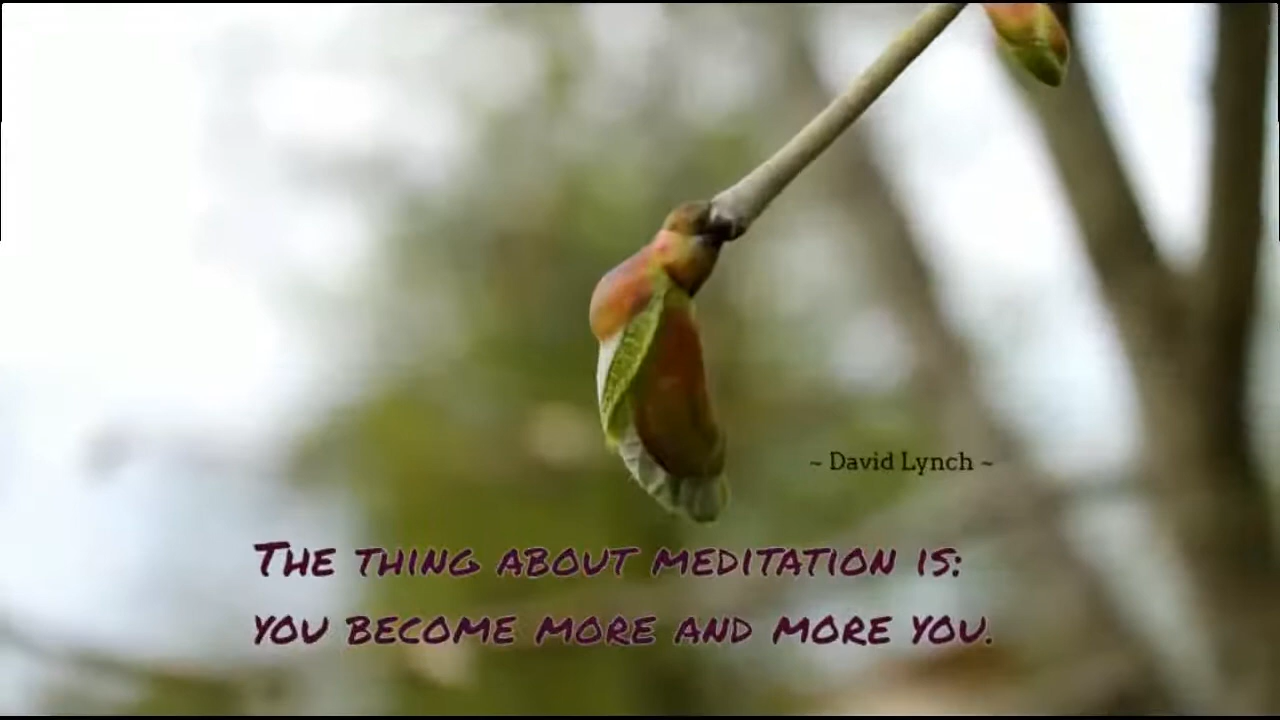 ~ David Lynch ~
The thing about meditation is:
you become more and more you.